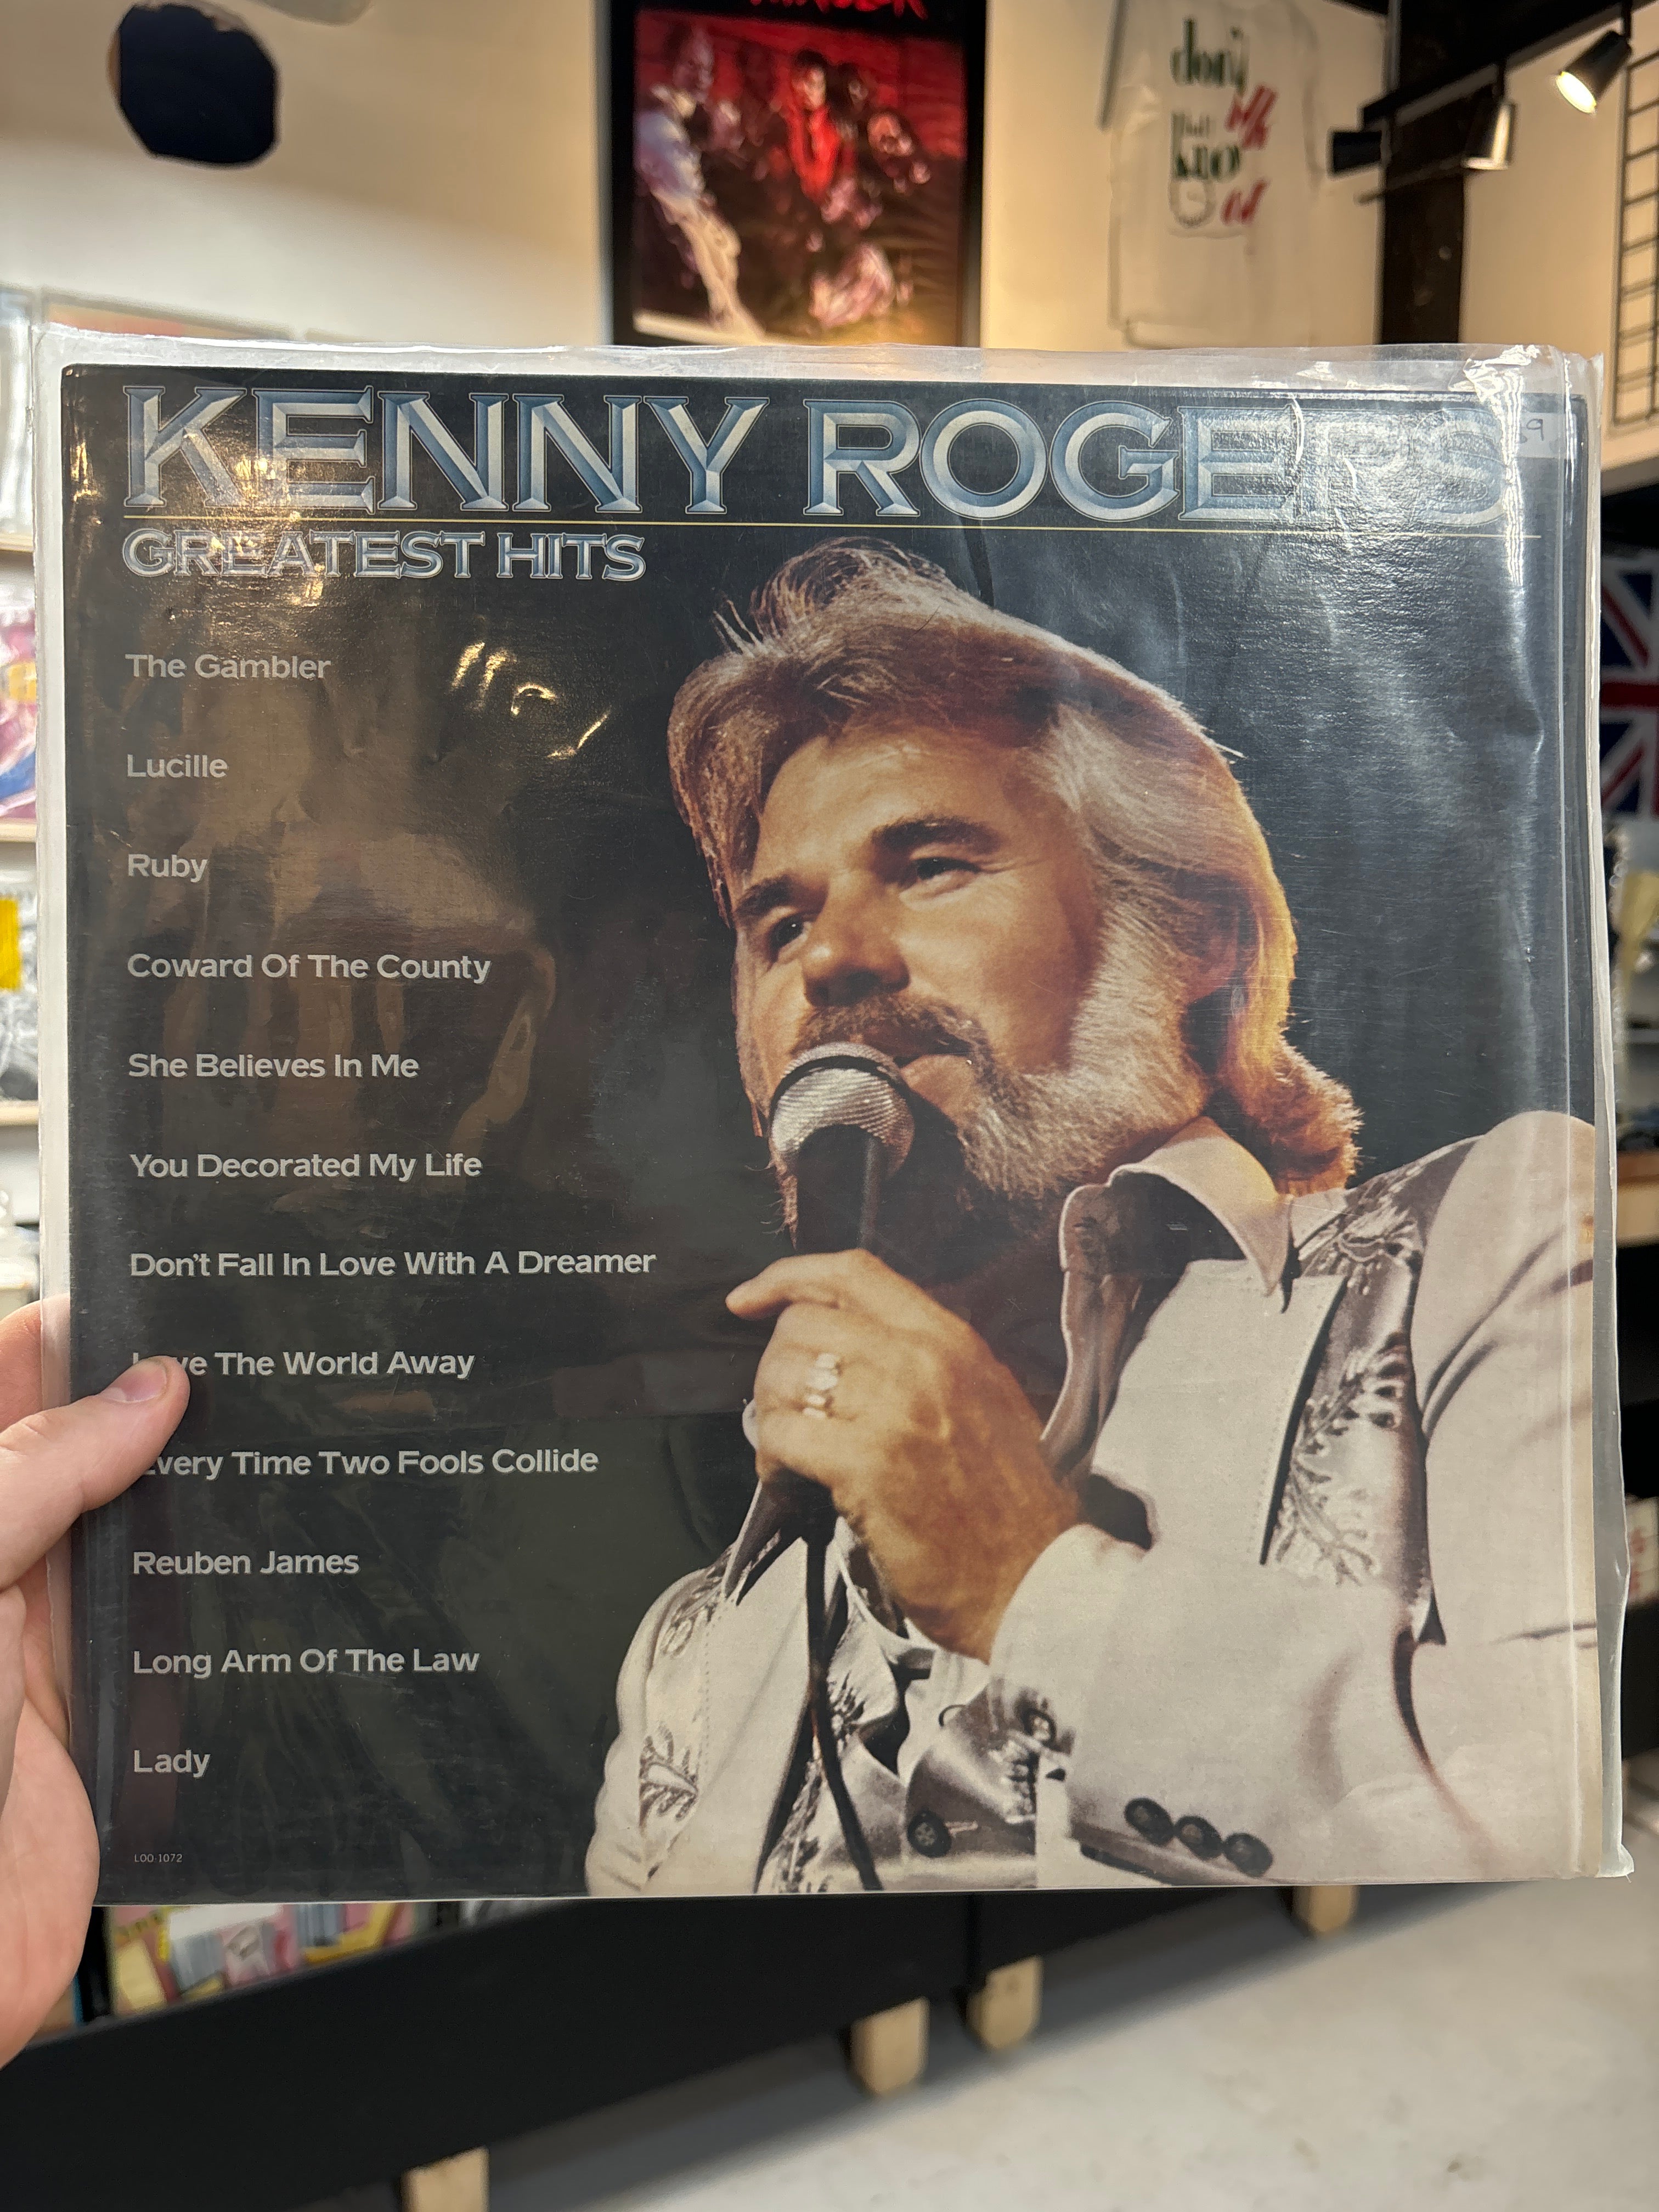 don't
KENNY ROGERS
GREATEST HITS
The Gambler
Lucille
Ruby
Coward Of The County
She Believes In Me
You Decorated My Life
Don't Fall In Love With A Dreamer
The World Away
Every Time Two Fools Collide
Reuben James
Long Arm Of The Law
Lady
LOO-1072